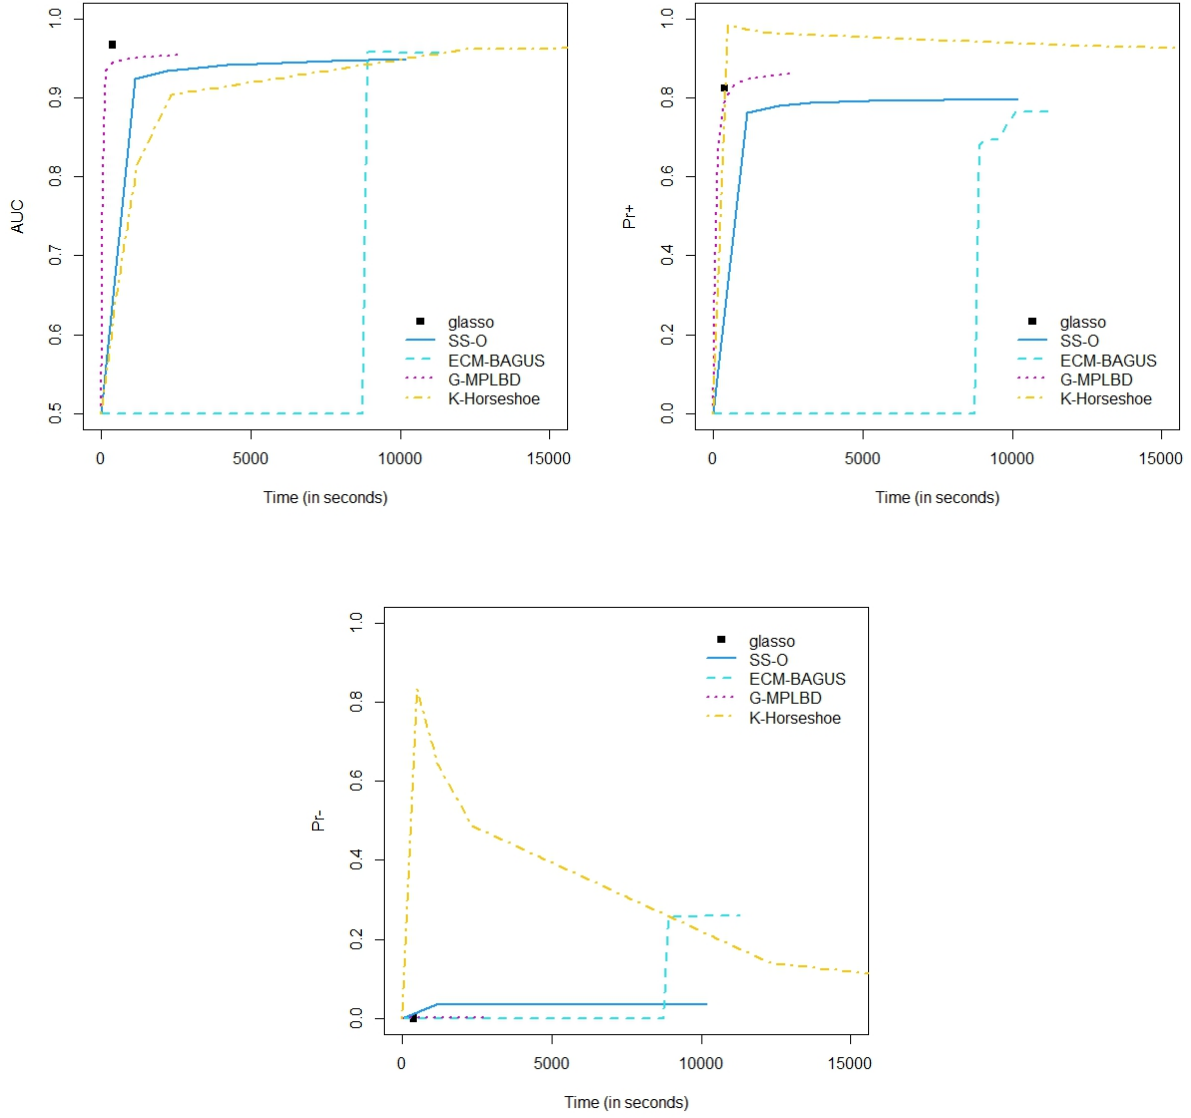 AUC
1.0
0.9
0.8
0.7
0.6
0.5
glasso
SS-O
ECM-BAGUS
G-MPLBD
K-Horseshoe
0 5000 10000 15000
Time (in seconds)
Pr+
1.0
0.8
0.6
0.4
0.2
0.0
glasso
SS-O
ECM-BAGUS
G-MPLBD
K-Horseshoe
0 5000 10000 15000
Time (in seconds)
Pr-
1.0
0.8
0.6
0.4
0.2
0.0
glasso
SS-O
ECM-BAGUS
G-MPLBD
K-Horseshoe
0 5000 10000 15000
Time (in seconds)